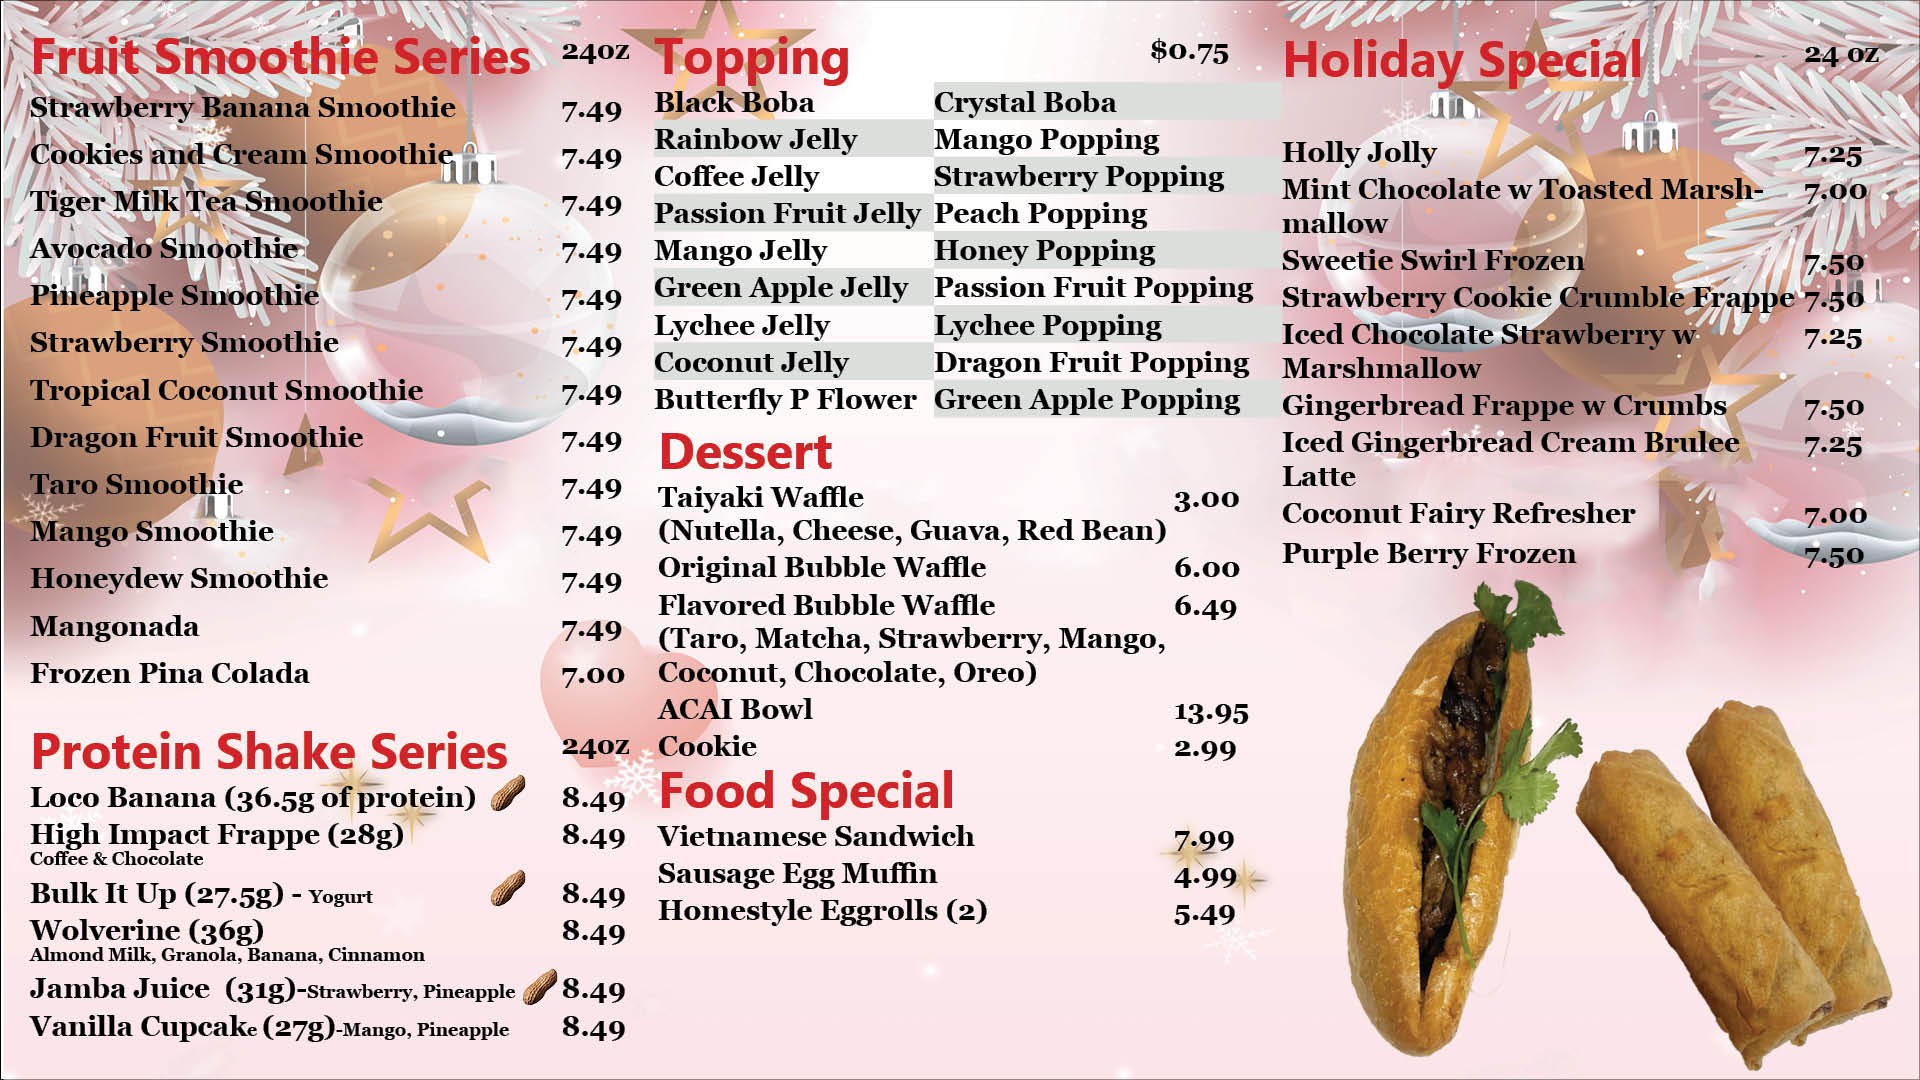 Fruit Smoothie Series 24oz
Strawberry Banana Smoothie 7.49
Cookies and Cream Smoothie 7.49
Tiger Milk Tea Smoothie 7.49
Avocado Smoothie 7.49
Pineapple Smoothie 7.49
Strawberry Smoothie 7.49
Tropical Coconut Smoothie 7.49
Dragon Fruit Smoothie 7.49
Taro Smoothie 7.49
Mango Smoothie 7.49
Honeydew Smoothie 7.49
Mangonada 7.49
Frozen Pina Colada 7.00
Protein Shake Series 24oz
Loco Banana (36.5g of protein) 8.49
High Impact Frappe (28g) 8.49
Coffee & Chocolate
Bulk It Up (27.5g) - Yogurt 8.49
Wolverine (36g) 8.49
Almond Milk, Granola, Banana, Cinnamon
Jamba Juice (31g)-Strawberry, Pineapple 8.49
Vanilla Cupcake (27g)-Mango, Pineapple 8.49
Topping $0.75
Black Boba Crystal Boba
Rainbow Jelly Mango Popping
Coffee Jelly Strawberry Popping
Passion Fruit Jelly Peach Popping
Mango Jelly Honey Popping
Green Apple Jelly Passion Fruit Popping
Lychee Jelly Lychee Popping
Coconut Jelly Dragon Fruit Popping
Butterfly P Flower Green Apple Popping
Dessert
Taiyaki Waffle 3.00
(Nutella, Cheese, Guava, Red Bean)
Original Bubble Waffle 6.00
Flavored Bubble Waffle 6.49
(Taro, Matcha, Strawberry, Mango,
Coconut, Chocolate, Oreo)
ACAI Bowl 13.95
Cookie 2.99
Food Special
Vietnamese Sandwich 7.99
Sausage Egg Muffin 4.99
Homestyle Eggrolls (2) 5.49
Holiday Special 24 oz
Holly Jolly 7.25
Mint Chocolate w Toasted Marsh- 7.00
mallow
Sweetie Swirl Frozen 7.50
Strawberry Cookie Crumble Frappe 7.50
Iced Chocolate Strawberry w 7.25
Marshmallow
Gingerbread Frappe w Crumbs 7.50
Iced Gingerbread Cream Brulee 7.25
Latte
Coconut Fairy Refresher 7.00
Purple Berry Frozen 7.50